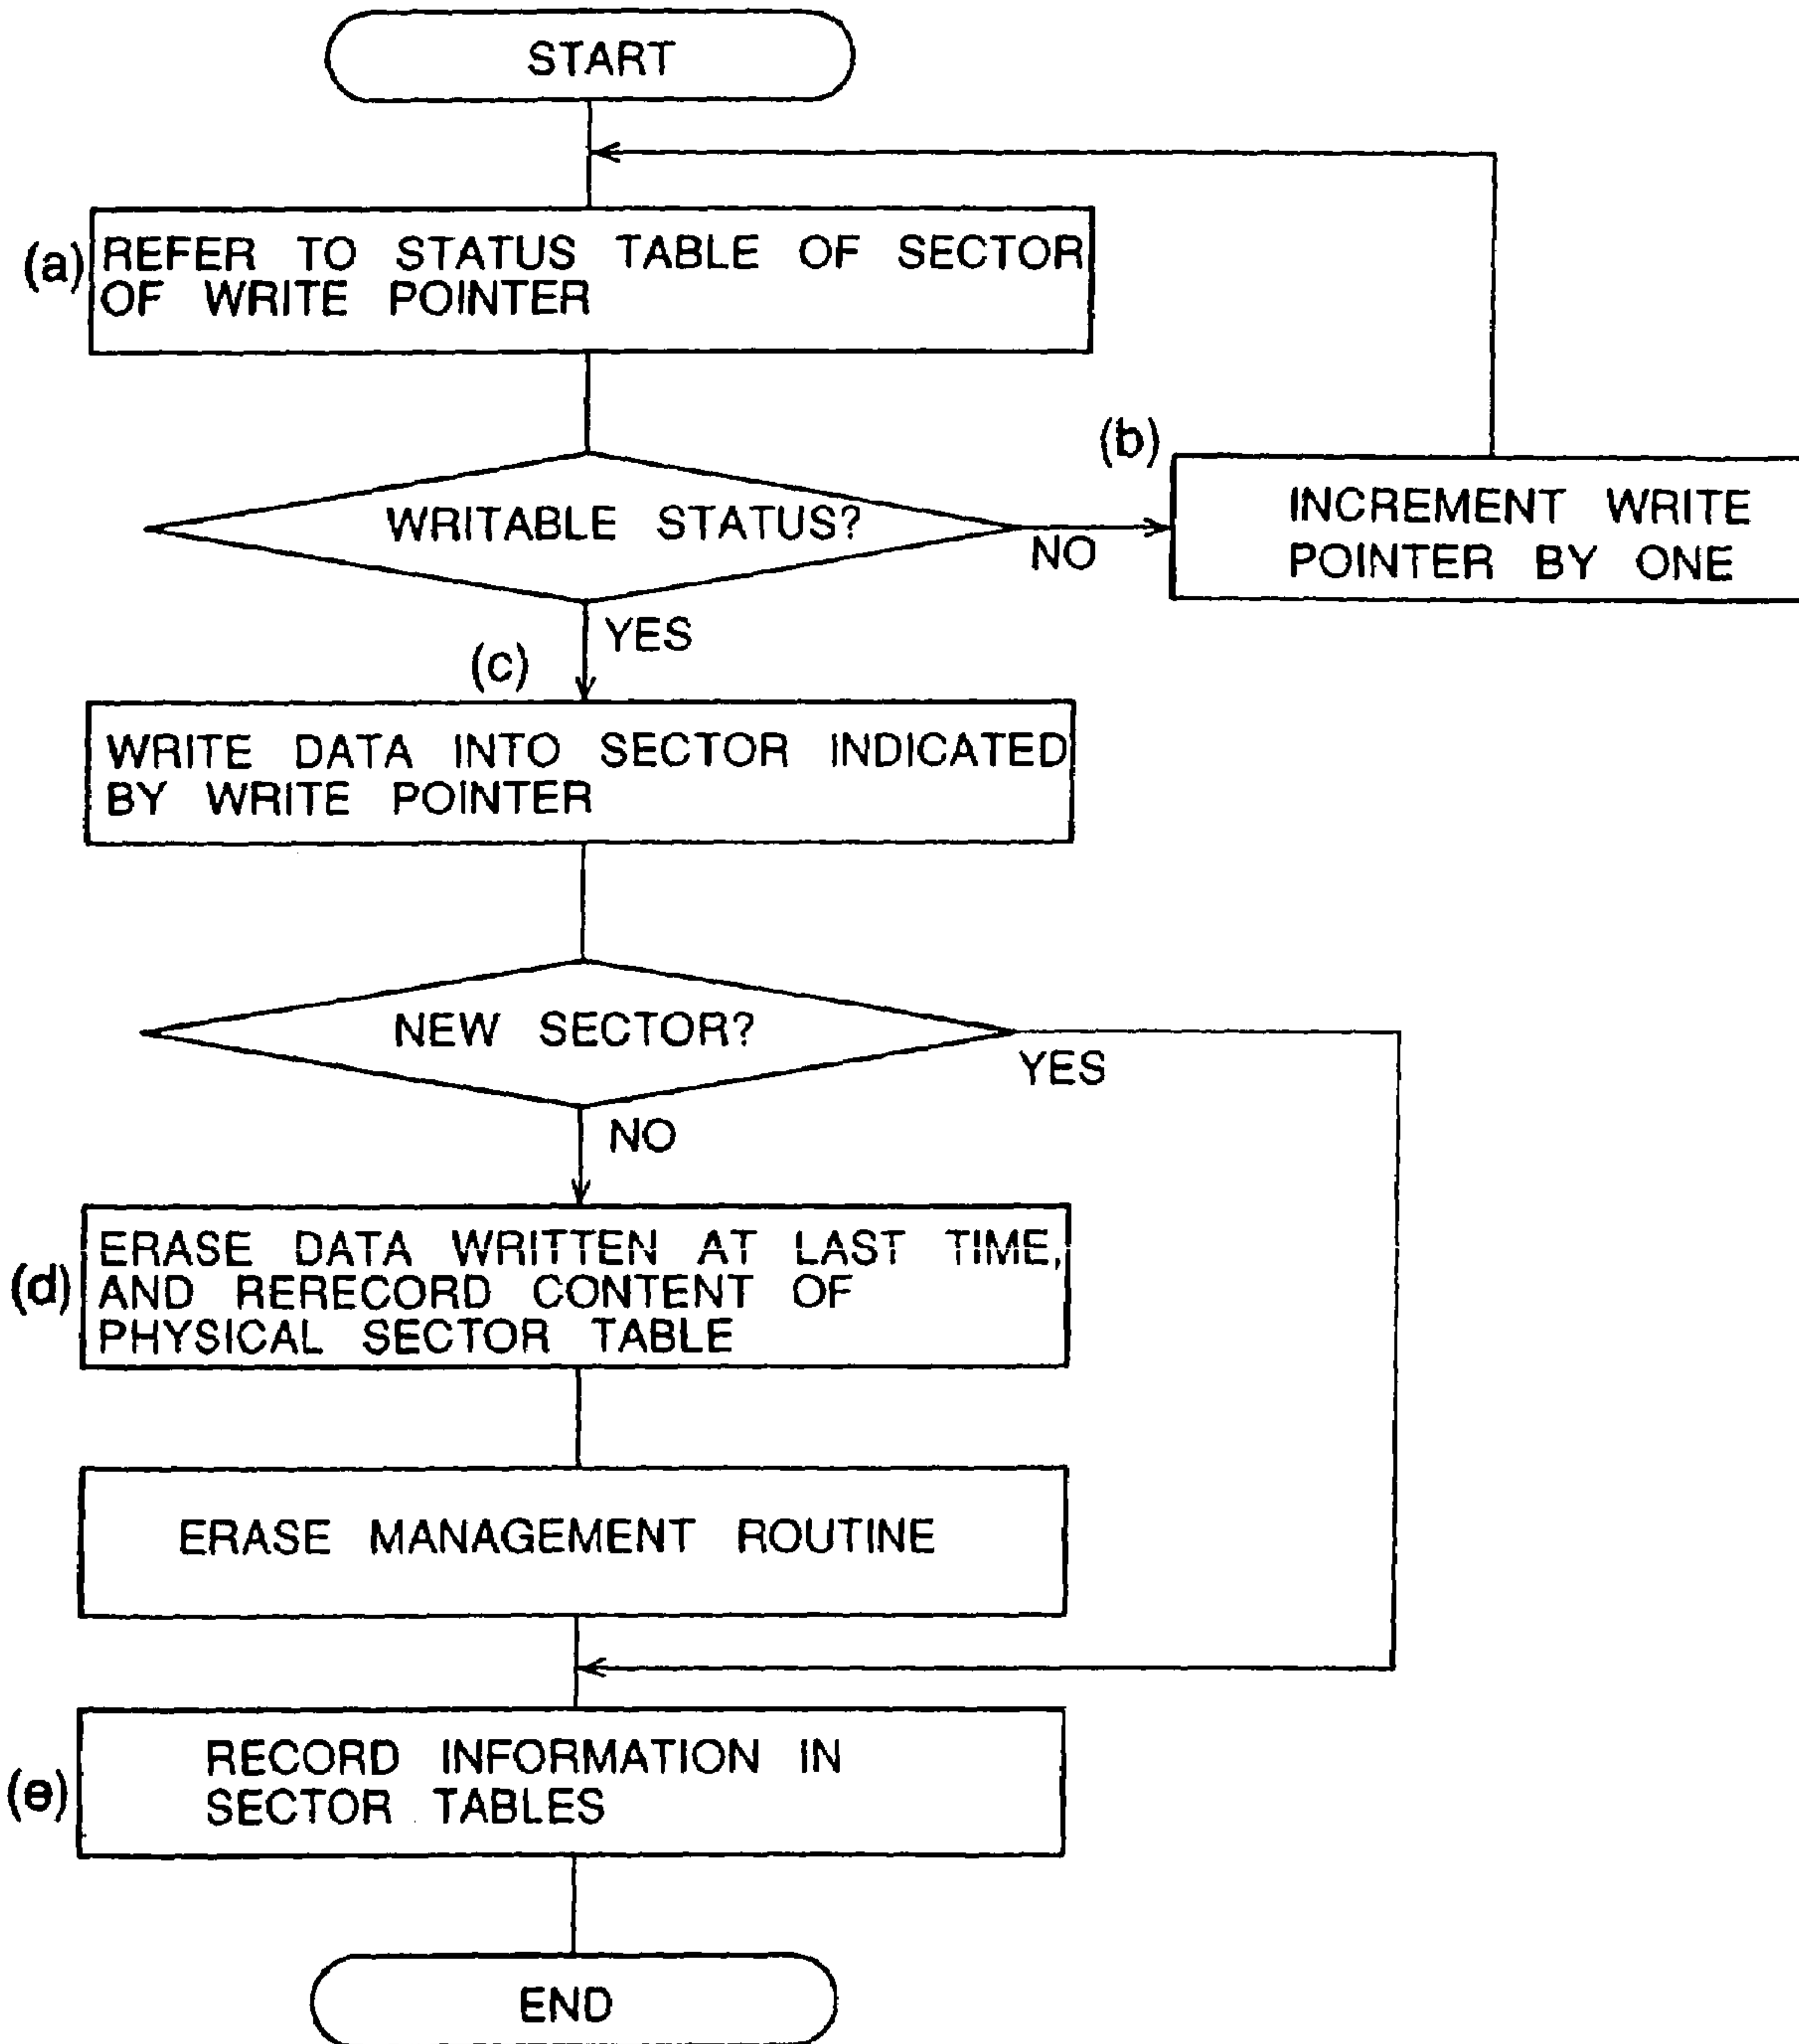 START
(a)
REFER TO STATUS TABLE OF SECTOR
OF WRITE POINTER
(b)
WRITABLE STATUS?
NO
INCREMENT WRITE
POINTER BY ONE
YES
(c)
WRITE DATA INTO SECTOR INDICATED
BY WRITE POINTER
NEW SECTOR?
YES
NO
(d)
ERASE DATA WRITTEN AT LAST TIME,
AND RERECORD CONTENT OF
PHYSICAL SECTOR TABLE
ERASE MANAGEMENT ROUTINE
(e)
RECORD INFORMATION IN
SECTOR TABLES
END